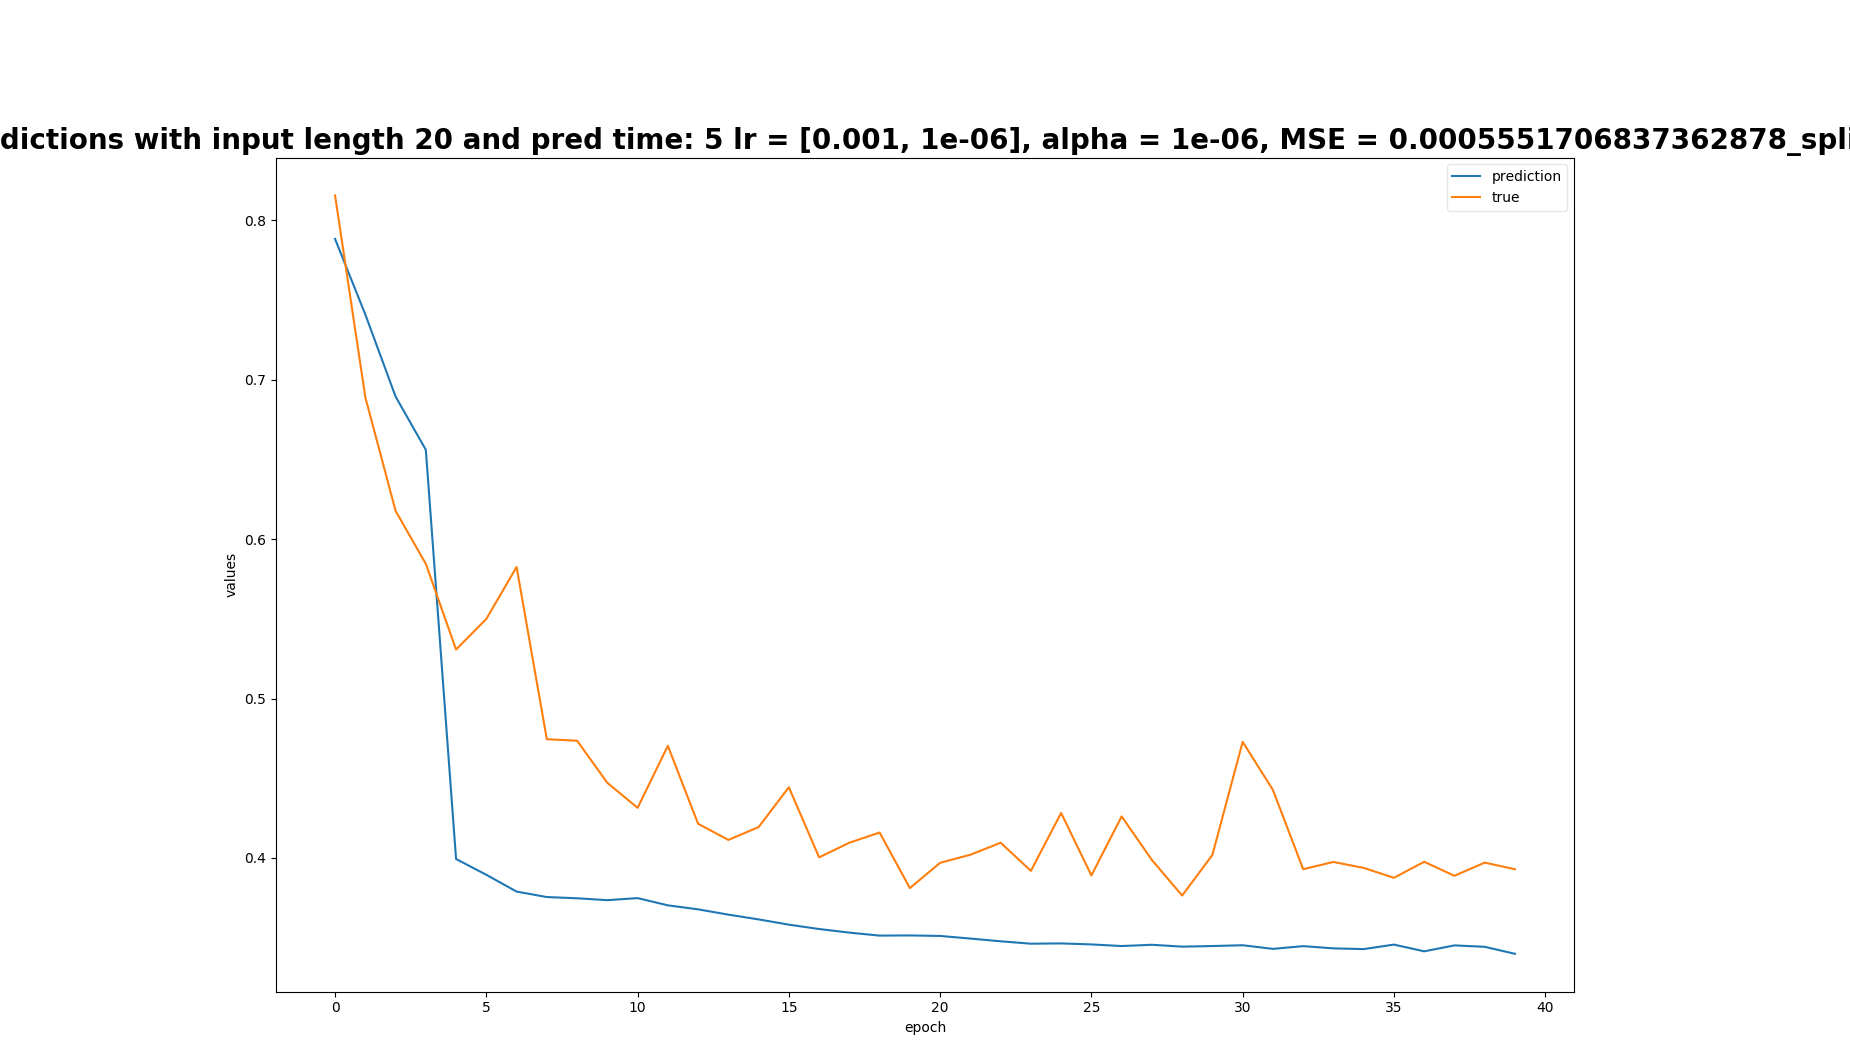 dictions with input length 20 and pred time: 5 lr = [0.001, 1e-06], alpha = 1e-06, MSE = 0.0005551706837362878_spli
prediction
true
0.8
0.7
0.6
0.5
0.4
values
0
5
10
15
20
25
30
35
40
epoch